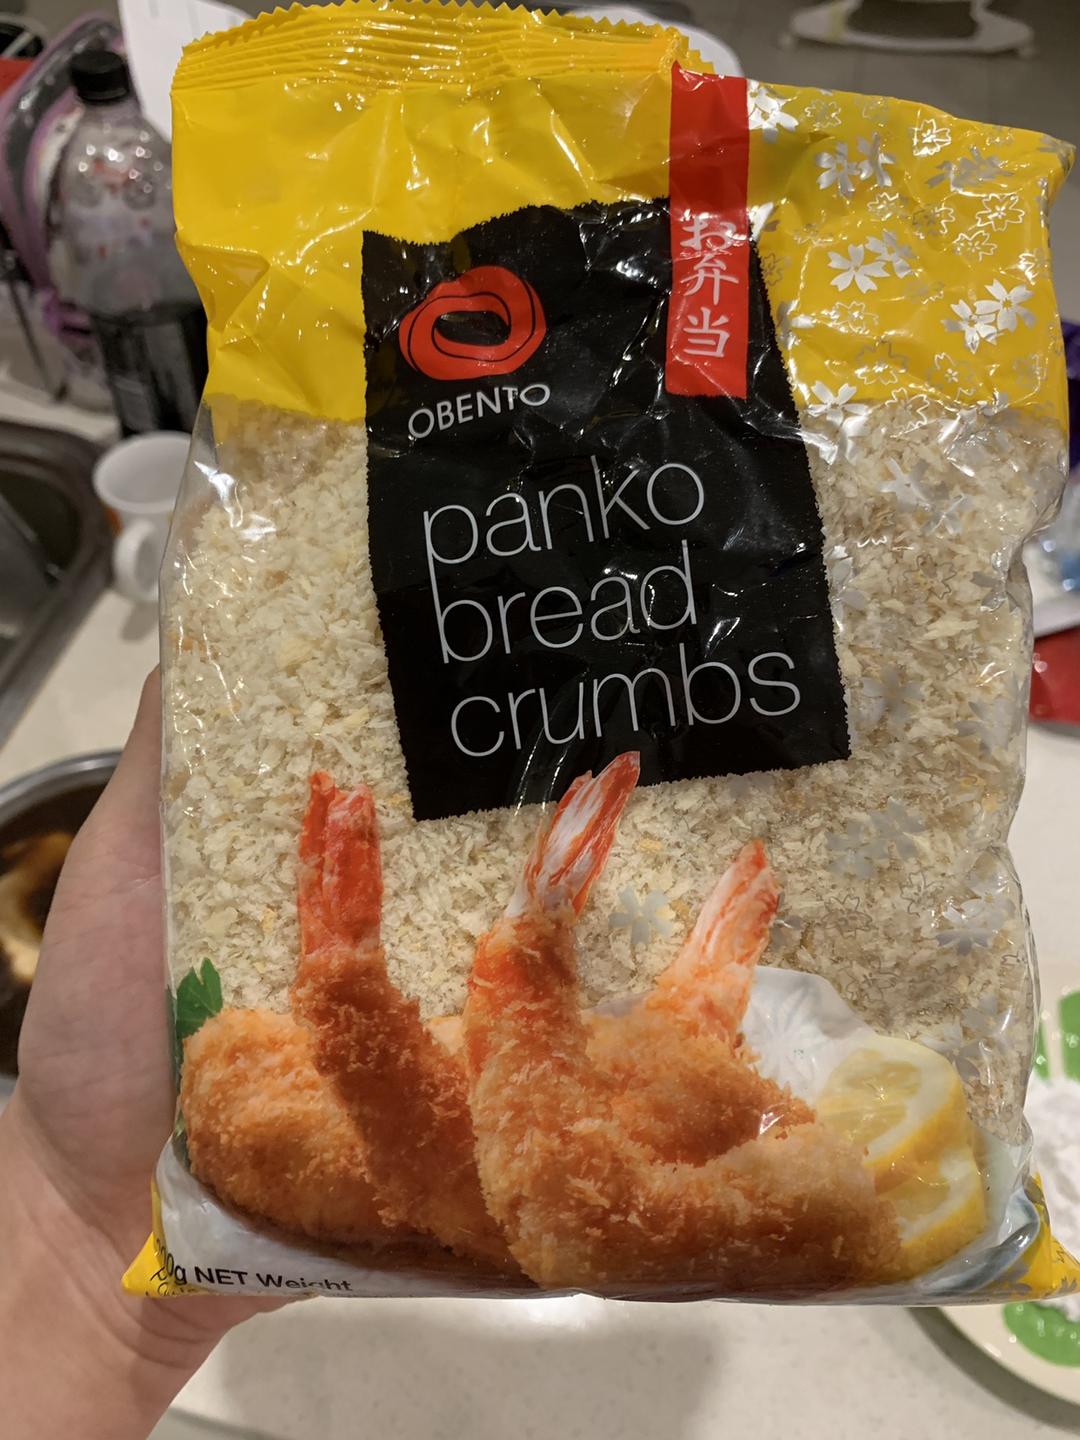 お弁当
OBENTO
panko
bread
crumbs
NET Weight